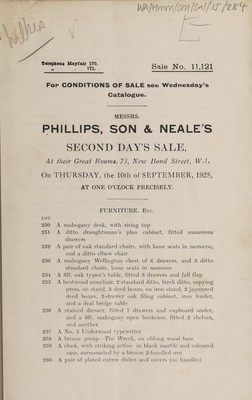 WA/HMM/CM/Sal/15/284
Telephone Mayfair 170.
" " 171.
Sale No. 11,121
For CONDITIONS OF SALE see Wednesday's
Catalogue.
MESSRS.
PHILLIPS, SON & NEALE'S
SECOND DAY'S SALE,
At their Great Rooms, 73, New Bond Street, W.1.
On THURSDAY, the 10th of SEPTEMBER, 1925,
AT ONE O'CLOCK PRECISELY.
FURNITURE, Etc.
LOT
250 A mahogany desk, with rising top
251 A ditto draughtsman's plan cabinet, fitted numerous
drawers
252 A pair of oak standard chairs, with loose seats in morocco,
and a ditto elbow chair
253 A mahogany Wellington chest of 6 drawers, and 3 ditto
standard chairs, loose seats in morocco
254 A 3ft. oak typist's table, fitted 3 drawers and fall flap
255 A bentwood armchair, 2 standard ditto, birch ditto, copying
press, on stand, 3 deed boxes, on iron stand, 2 japanned
deed boxes, 2-drawer oak filing cabinet, iron fender,
and a deal bridge table
256 A stained dresser, fitted 7 drawers and cupboard under,
and a 3ft. mahogany open bookcase, fitted 2 shelves,
and another
257 A No. 5 Underwood typewriter
258 A bronze group—The Wreck, on oblong wood base
259 A clock, with striking action in black marble and coloured
case, surmounted by a bronze 2-handled urn
260 A pair of plated entire dishes and covers (no handles)